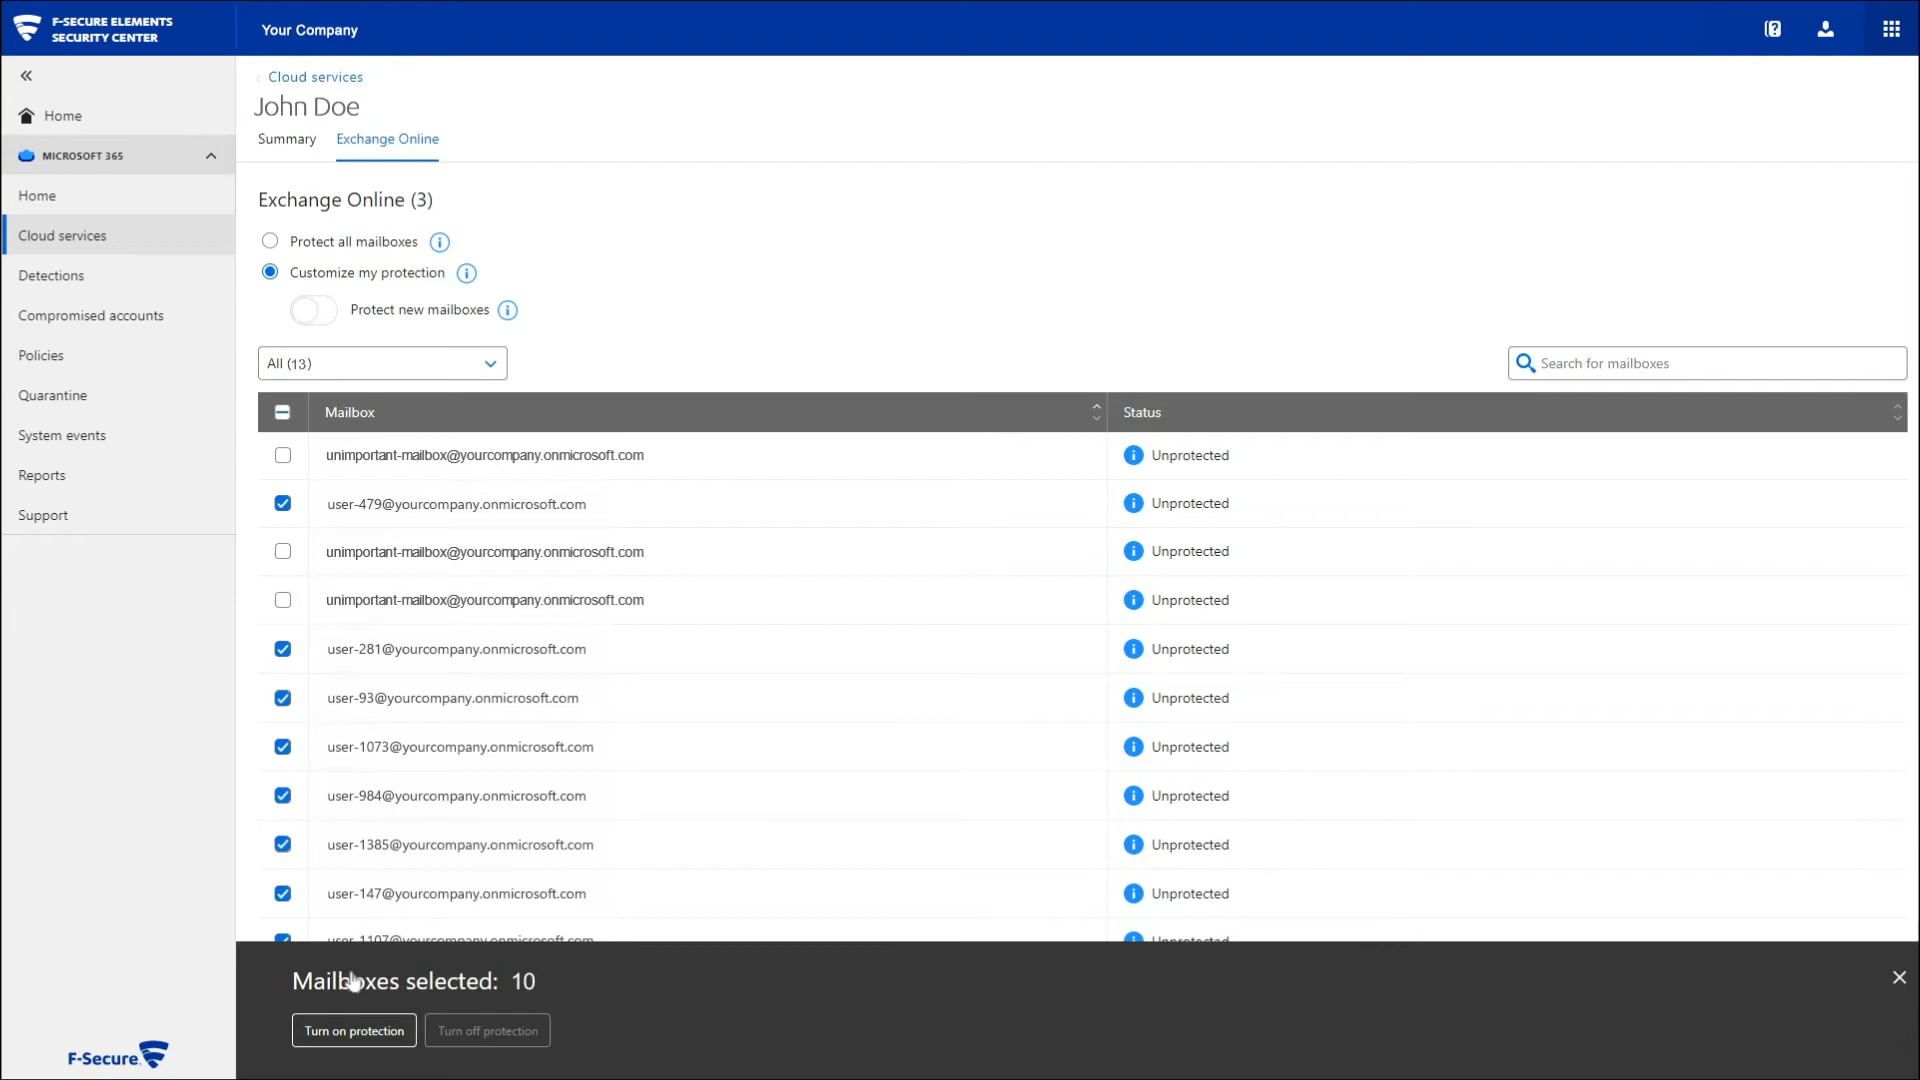 F-SECURE ELEMENTS
SECURITY CENTER
Your Company
Home
MICROSOFT 365
Home
Cloud services
Detections
Compromised accounts
Policies
Quarantine
System events
Reports
Support
F-Secure
Cloud services
John Doe
Summary
Exchange Online
Exchange Online (3)
Protect all mailboxes
Customize my protection
Protect new mailboxes
All (13)
Search for mailboxes
Mailbox
Status
unimportant-mailbox@yourcompany.onmicrosoft.com
Unprotected
user-479@yourcompany.onmicrosoft.com
Unprotected
unimportant-mailbox@yourcompany.onmicrosoft.com
Unprotected
unimportant-mailbox@yourcompany.onmicrosoft.com
Unprotected
user-281@yourcompany.onmicrosoft.com
Unprotected
user-93@yourcompany.onmicrosoft.com
Unprotected
user-1073@yourcompany.onmicrosoft.com
Unprotected
user-984@yourcompany.onmicrosoft.com
Unprotected
user-1385@yourcompany.onmicrosoft.com
Unprotected
user-147@yourcompany.onmicrosoft.com
Unprotected
user-1107@yourcompany.onmicrosoft.com
Unprotected
Mailboxes selected: 10
Turn on protection
Turn off protection